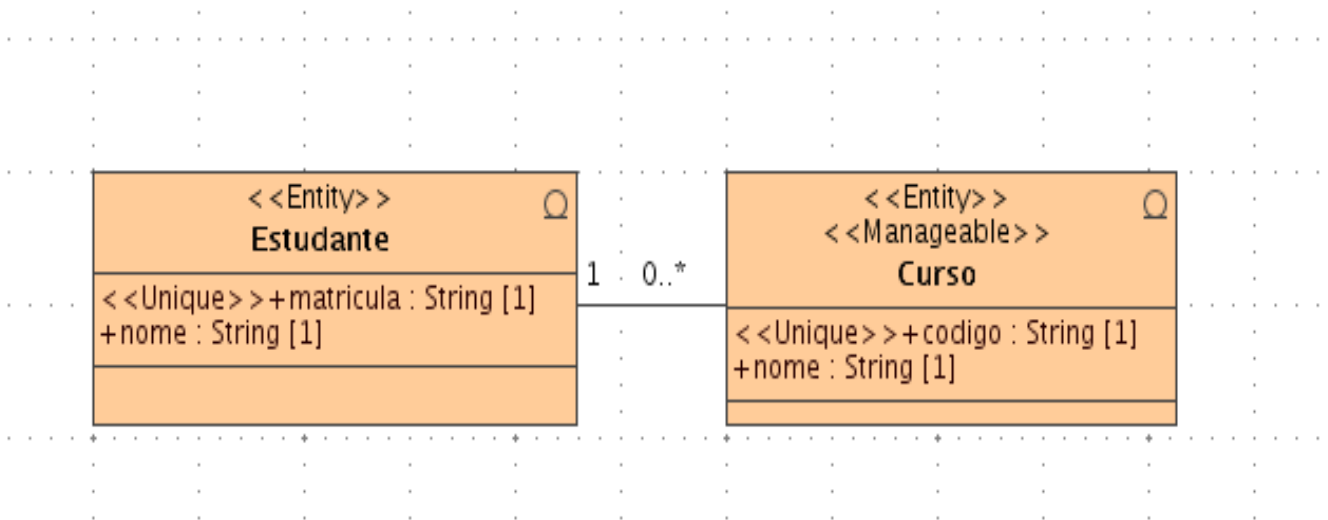 <<Entity>>
Estudante
<<Unique>>+matricula : String [1]
+nome : String [1]
1
0..*
<<Entity>>
<<Manageable>>
Curso
<<Unique>>+codigo : String [1]
+nome : String [1]